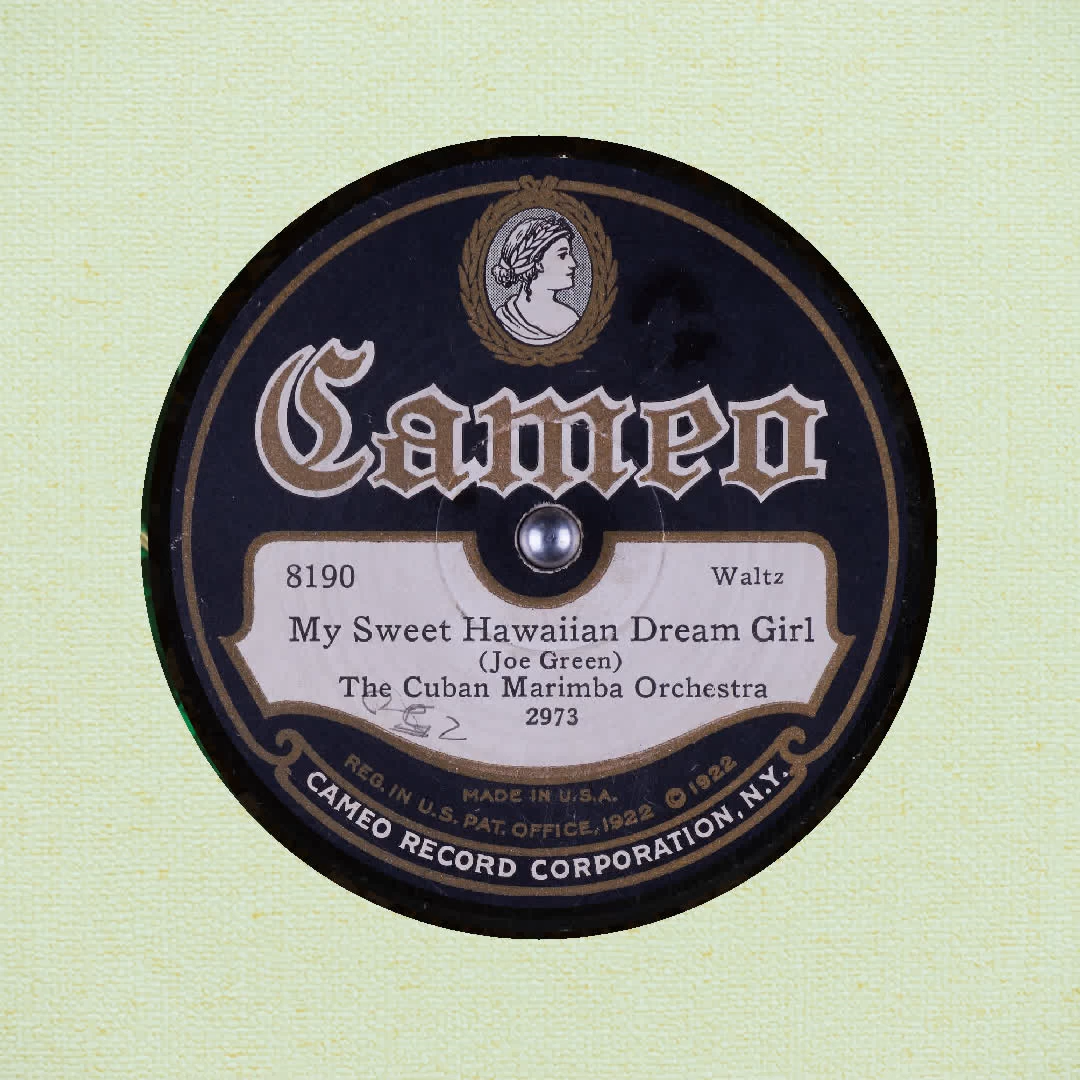 Cameo
8190 Waltz
My Sweet Hawaiian Dream Girl
(Joe Green)
The Cuban Marimba Orchestra
2973
MADE IN U.S.A.
REG. IN U.S. PAT. OFFICE, 1922 © 1922
CAMEO RECORD CORPORATION, N.Y.